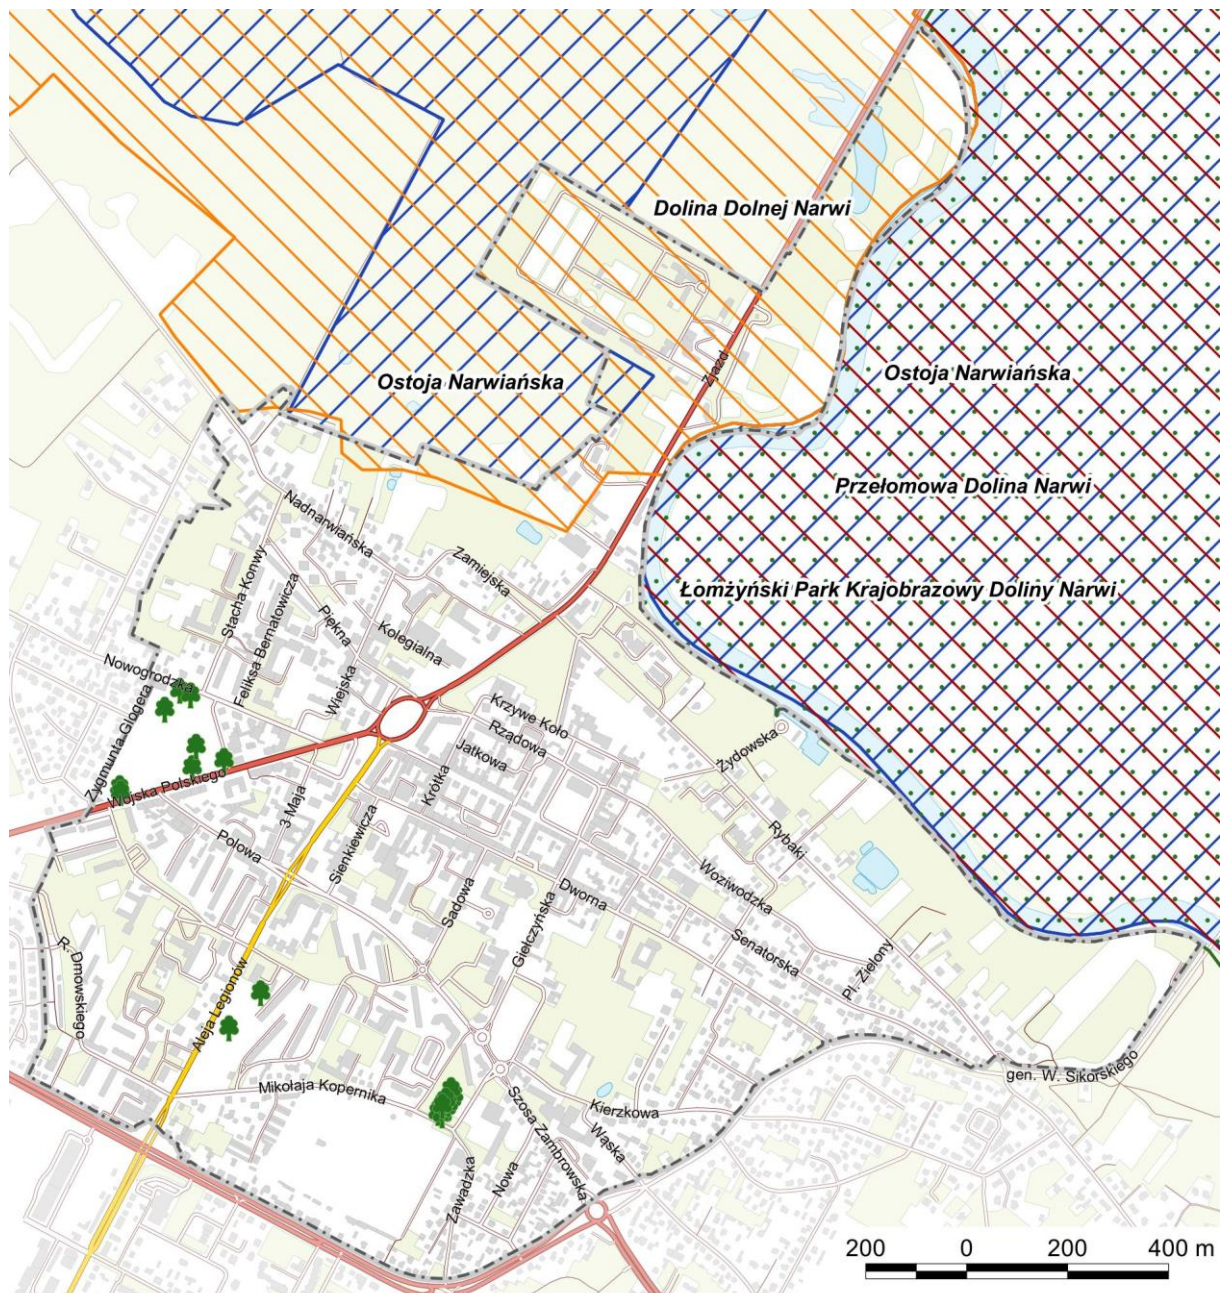 Dolina Dolnej Narwi
Zjazd
Ostoja Narwiańska
Ostoja Narwiańska
Przełomowa Dolina Narwi
Nadnarwiańska
Zamiejska
Stacha Konwy
Feliksa Bernatowicza
Łomżyński Park Krajobrazowy Doliny Narwi
Piękna
Kolegialna
Nowogrodzka
Wiejska
Zygmunta Glogera
Krzywe Koło
Rządowa
Jatkowa
Krótka
Żydowska
Wojska Polskiego
3 Maja
Sienkiewicza
Polowa
Rybaki
Woziwodzka
Sadowa
Dworna
Giełczyńska
Senatorska
Pl. Zielony
R. Dmowskiego
Aleja Legionów
gen. W. Sikorskiego
Mikołaja Kopernika
Szosa Zambrowska
Kierzkowa
Wąska
Nowa
Zawadzka
200 0 200 400 m